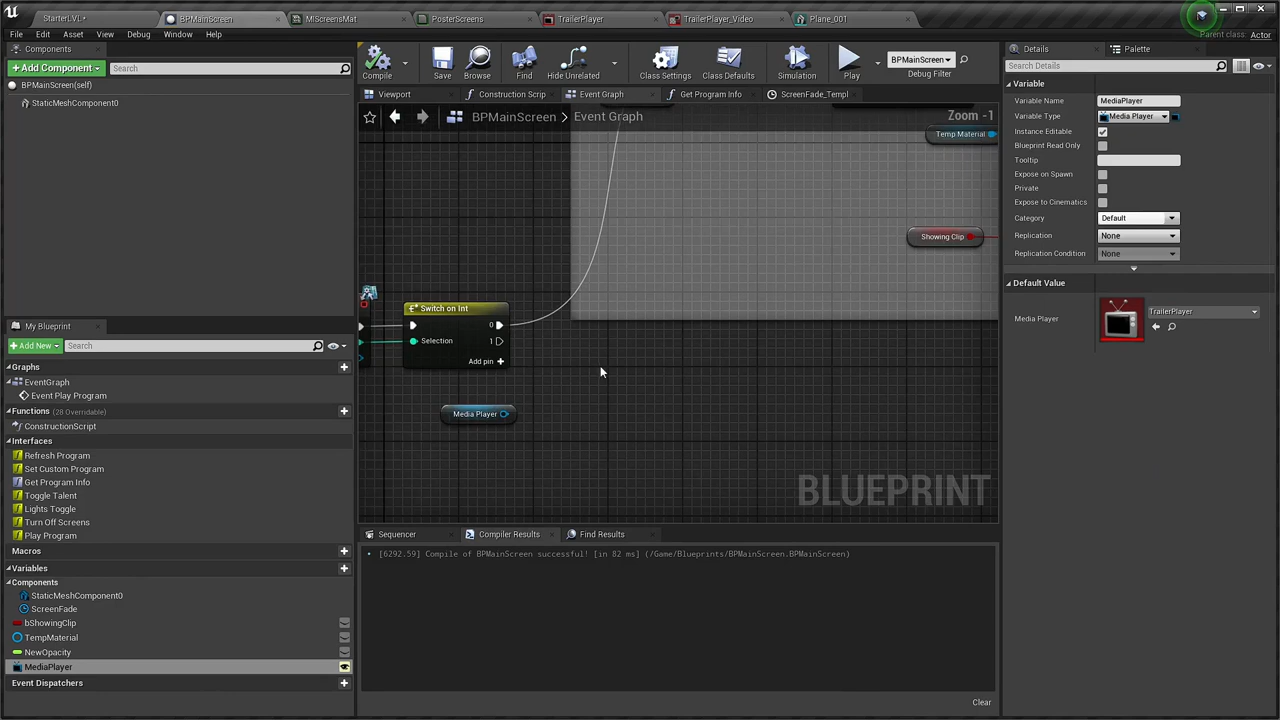 StarterLVL•
BPMainScreen
MIScreensMat
PosterScreens
TrailerPlayer
TrailerPlayer_Video
Plane_001
File Edit Asset View Debug Window Help
Parent class: Actor
Components
+Add Component
Search
BPMainScreen(self)
StaticMeshComponent0
My Blueprint
+Add New
Search
Graphs
EventGraph
Event Play Program
Functions (28 Overridable)
ConstructionScript
Interfaces
Refresh Program
Set Custom Program
Get Program Info
Toggle Talent
Lights Toggle
Turn Off Screens
Play Program
Macros
Variables
Components
StaticMeshComponent0
ScreenFade
bShowingClip
TempMaterial
NewOpacity
MediaPlayer
Event Dispatchers
Compile
Save
Browse
Find
Hide Unrelated
Class Settings
Class Defaults
Simulation
Play
BPMainScreen
Debug Filter
Viewport
Construction Scrip
Event Graph
Get Program Info
ScreenFade_Templ
BPMainScreen > Event Graph
Zoom -1
Temp Material
Showing Clip
Switch on Int
0
Selection 1
Add pin +
Media Player
BLUEPRINT
Sequencer
Compiler Results
Find Results
• [6292.59] Compile of BPMainScreen successful! [in 82 ms] (/Game/Blueprints/BPMainScreen.BPMainScreen)
Clear
Details
Palette
Search Details
Variable
Variable Name MediaPlayer
Variable Type Media Player
Instance Editable
Blueprint Read Only
Tooltip
Expose on Spawn
Private
Expose to Cinematics
Category Default
Replication None
Replication Condition None
Default Value
Media Player TrailerPlayer